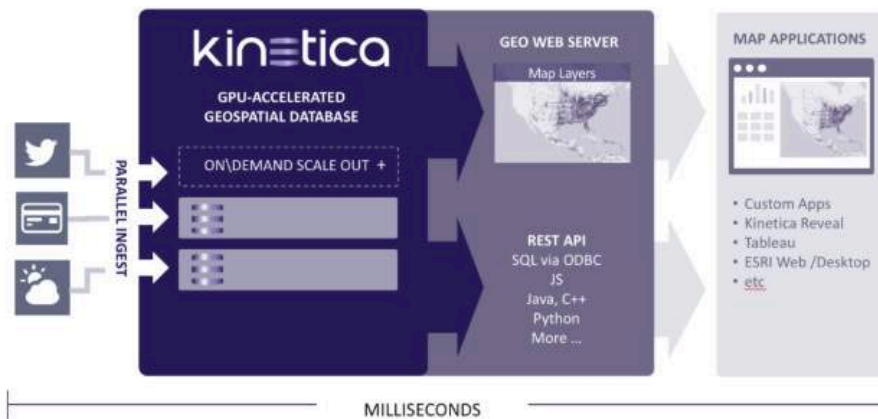 kinetica
GPU-ACCELERATED
GEOSPATIAL DATABASE
PARALLEL INGEST
ON\DEMAND SCALE OUT +
GEO WEB SERVER
Map Layers
REST API
SQL via ODBC
JS
Java, C++
Python
More ...
MAP APPLICATIONS
• Custom Apps
• Kinetica Reveal
• Tableau
• ESRI Web /Desktop
• etc
MILLISECONDS